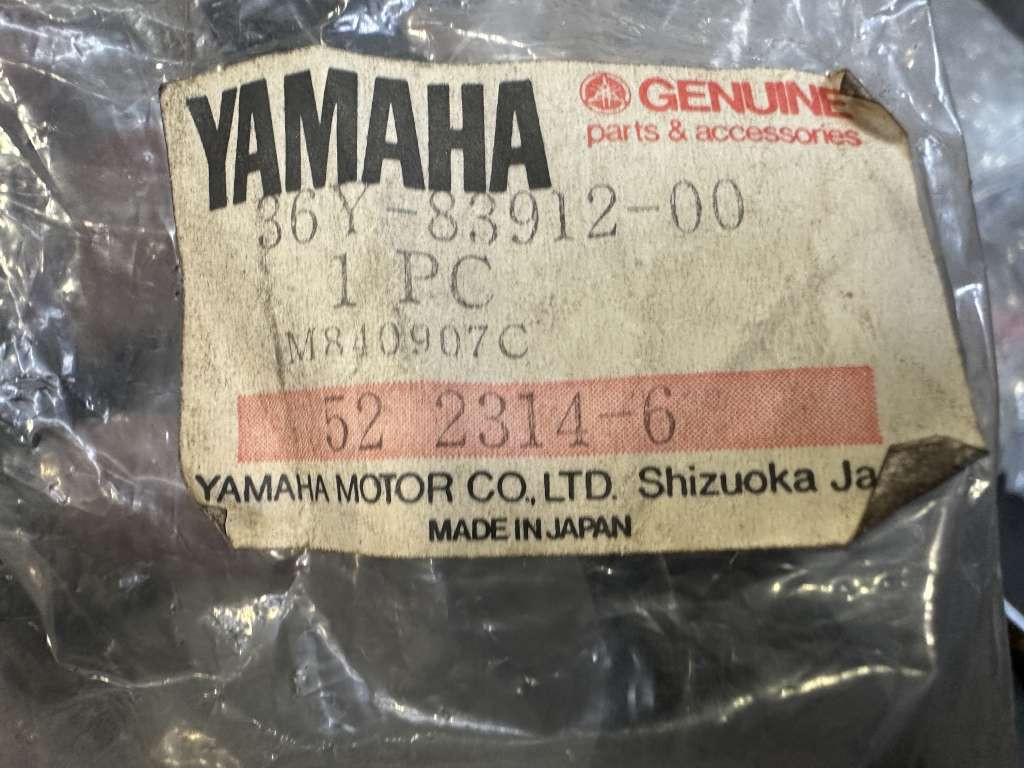 YAMAHA
GENUINE
parts & accessories
36Y-83912-00
1 PC
M840907C
52 2314-6
YAMAHA MOTOR CO., LTD. Shizuoka Ja
MADE IN JAPAN